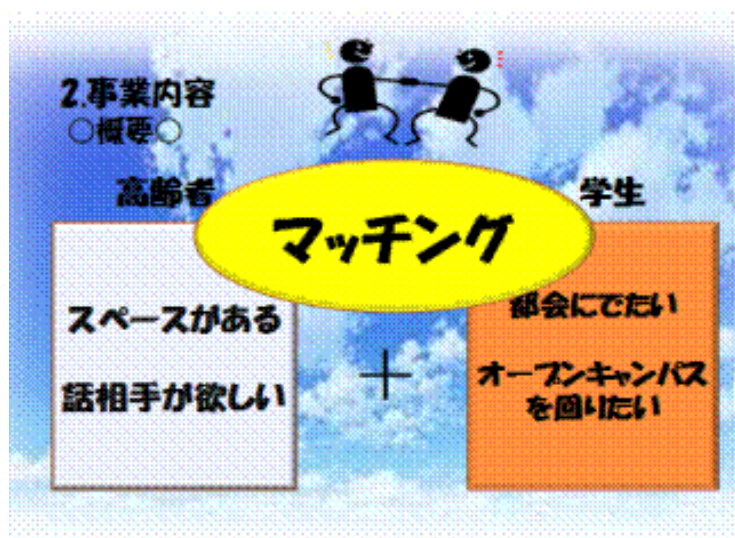 2.事業内容
○概要○
高齢者
マッチング
学生
スペースがある
話相手が欲しい
＋
都会にでたい
オープンキャンパス
を回りたい